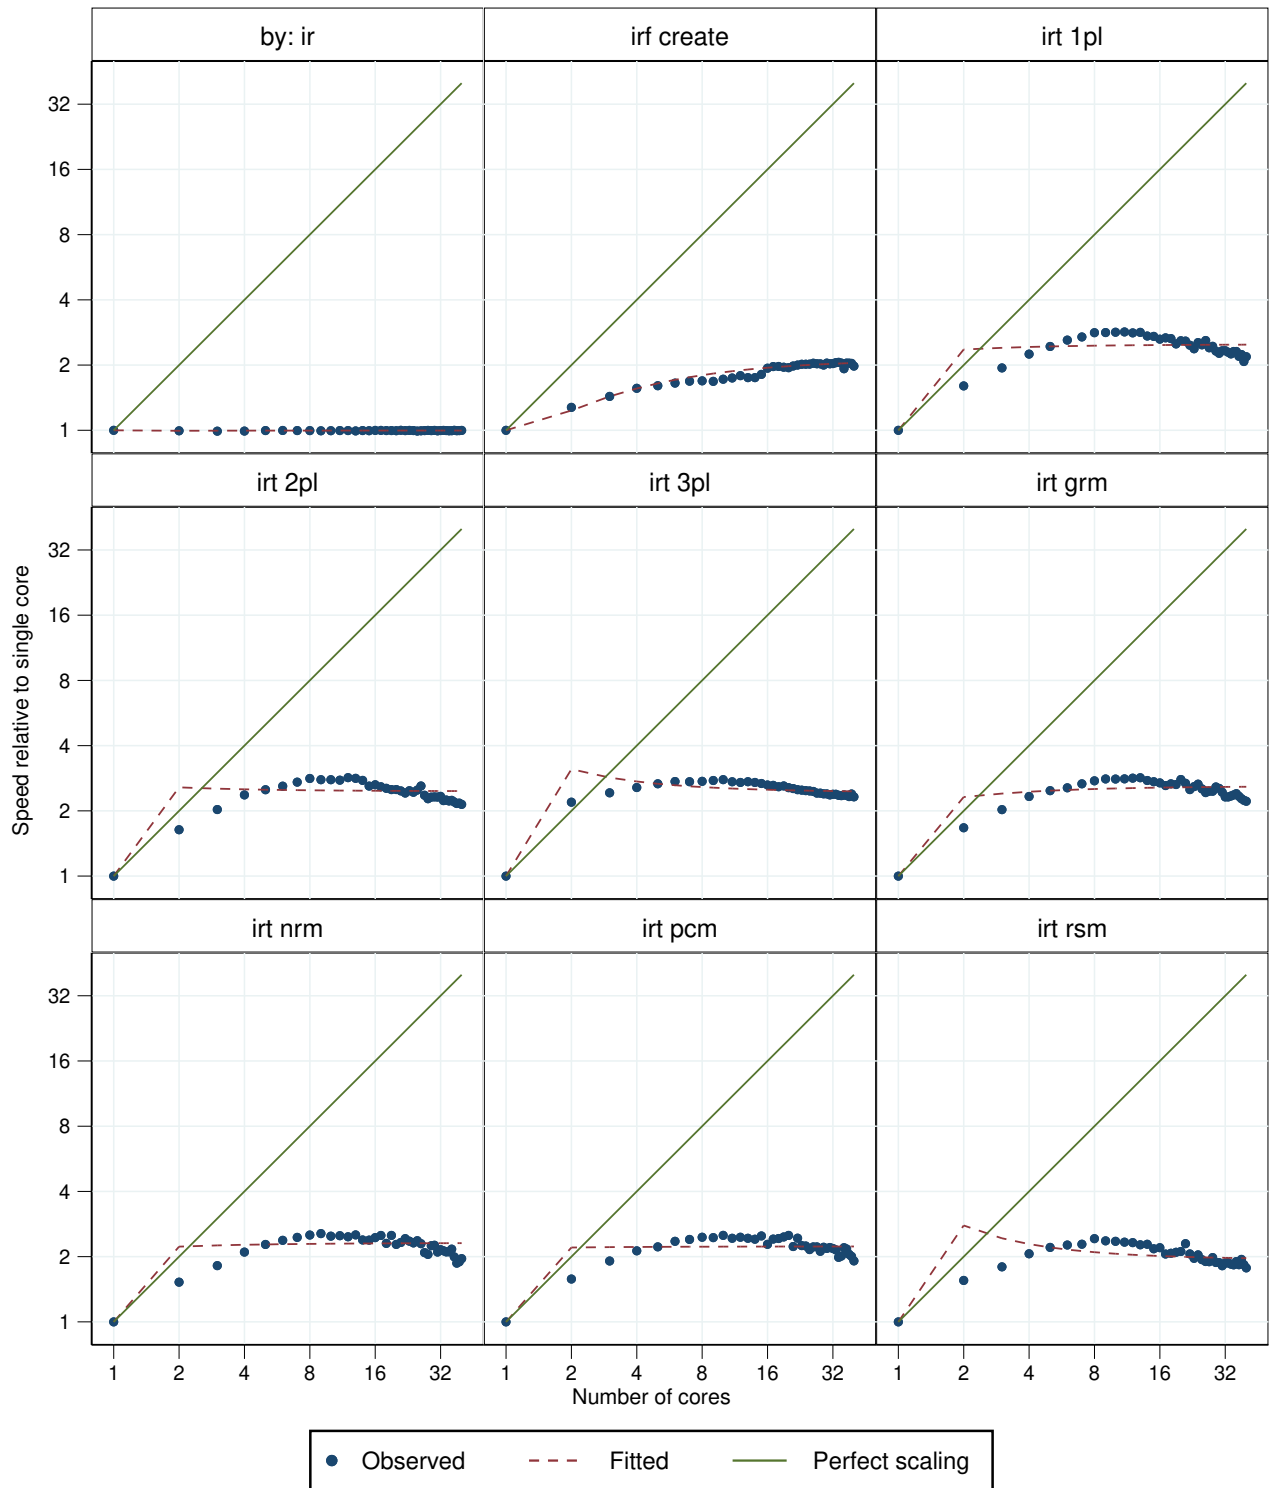 by: ir
irf create
irt 1pl
32
16
8
4
2
1
irt 2pl
irt 3pl
irt grm
32
16
8
4
2
1
irt nrm
irt pcm
irt rsm
32
16
8
4
2
1
Speed relative to single core
1 2 4 8 16 32
1 2 4 8 16 32
1 2 4 8 16 32
Number of cores
Observed
Fitted
Perfect scaling